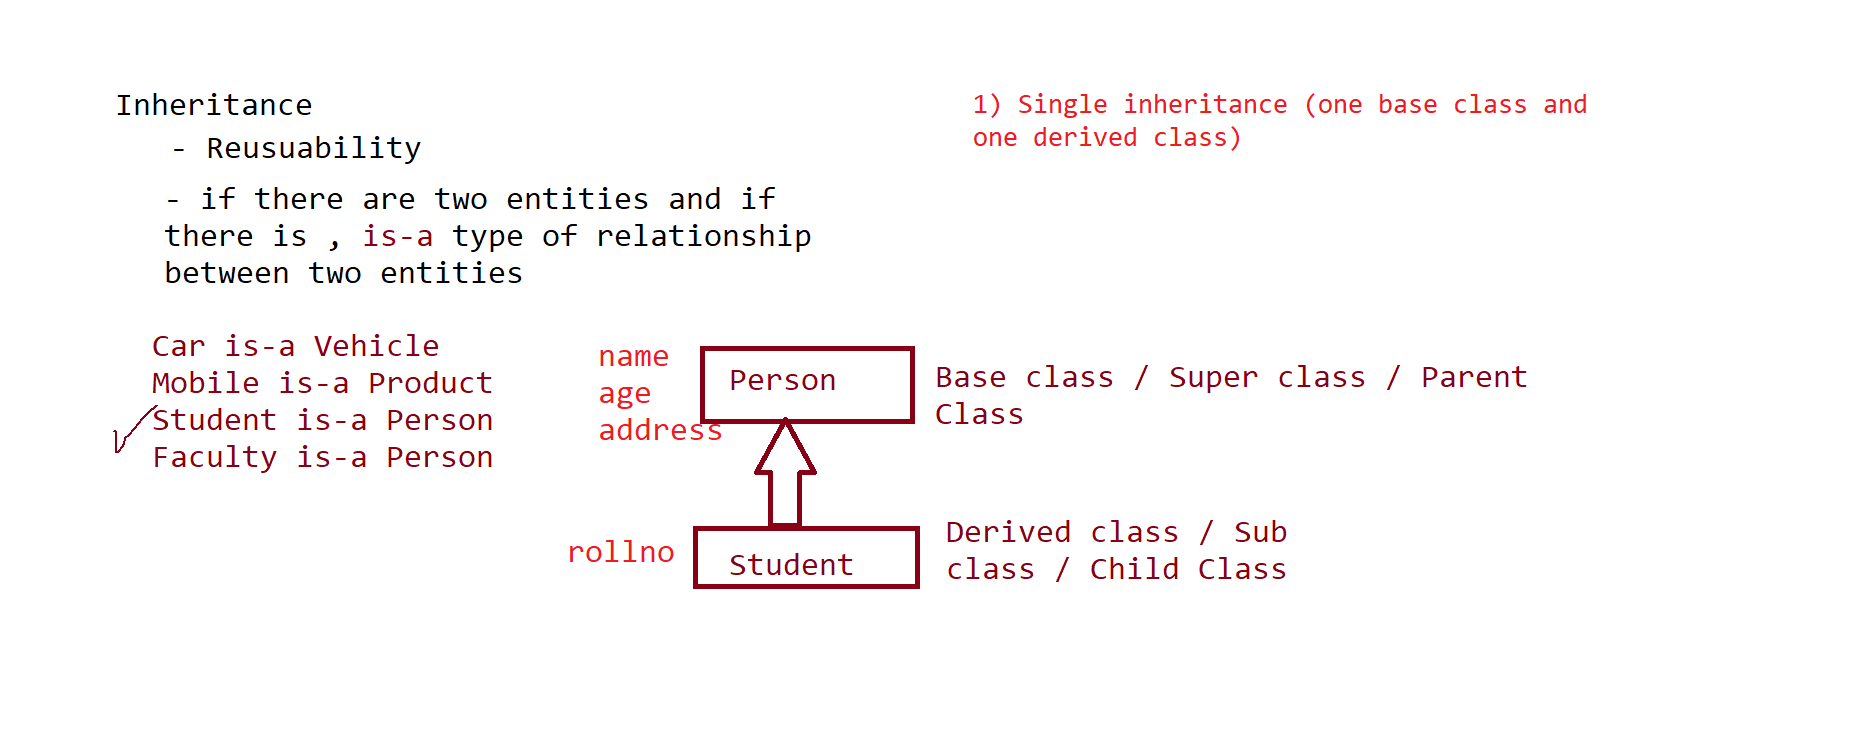 Inheritance
- Reusuability
- if there are two entities and if
there is , is-a type of relationship
between two entities
1) Single inheritance (one base class and
one derived class)
Car is-a Vehicle
Mobile is-a Product
Student is-a Person
Faculty is-a Person
name
age
address
Person
Base class / Super class / Parent
Class
rollno
Student
Derived class / Sub
class / Child Class